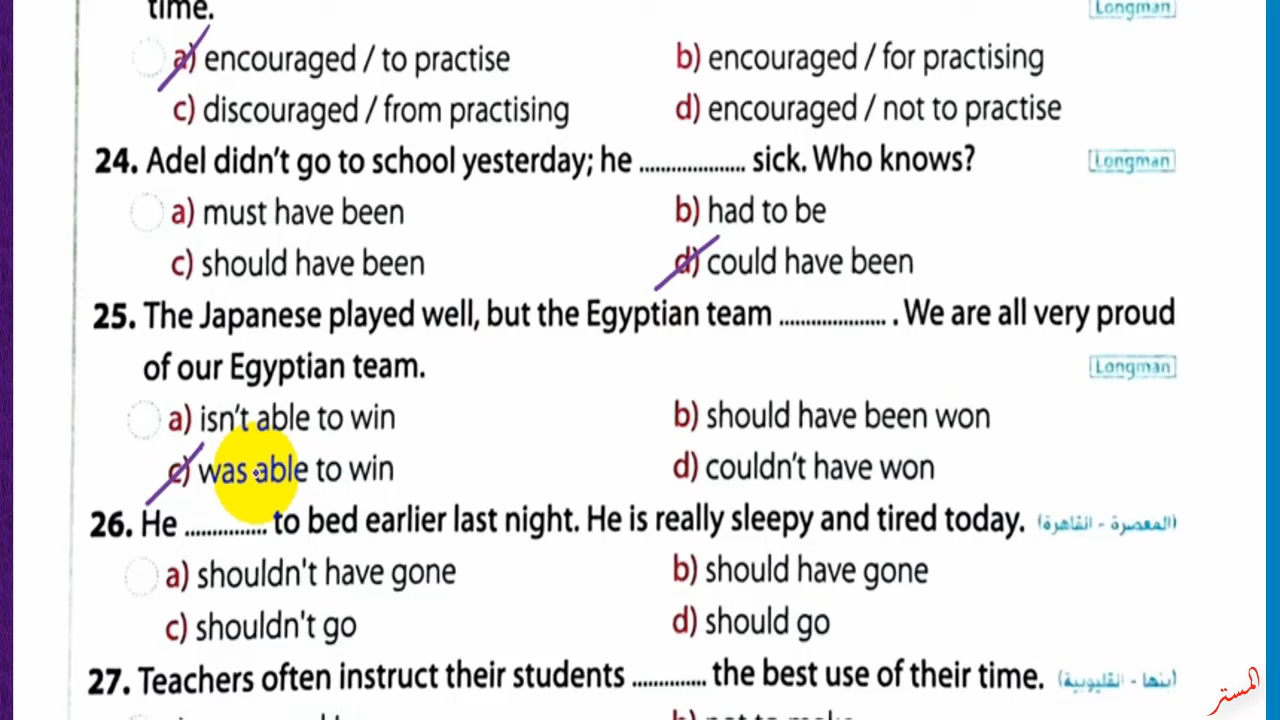 time. Longman
a) encouraged / to practise b) encouraged / for practising
c) discouraged / from practising d) encouraged / not to practise
24. Adel didn't go to school yesterday; he ................... sick. Who knows? Longman
a) must have been b) had to be
c) should have been d) could have been
25. The Japanese played well, but the Egyptian team ................... . We are all very proud
of our Egyptian team. Longman
a) isn't able to win b) should have been won
c) was able to win d) couldn't have won
26. He .............. to bed earlier last night. He is really sleepy and tired today. (المعصرة - القاهرة)
a) shouldn't have gone b) should have gone
c) shouldn't go d) should go
27. Teachers often instruct their students ............. the best use of their time. (بنها - القليوبية)
b) not to make
المستر